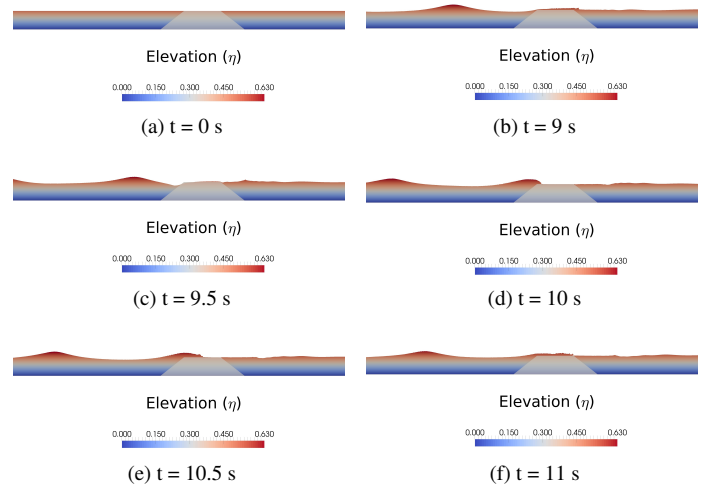 Elevation (η)
0.000 0.150 0.300 0.450 0.630
(a) t = 0 s
Elevation (η)
0.000 0.150 0.300 0.450 0.630
(b) t = 9 s
Elevation (η)
0.000 0.150 0.300 0.450 0.630
(c) t = 9.5 s
Elevation (η)
0.000 0.150 0.300 0.450 0.630
(d) t = 10 s
Elevation (η)
0.000 0.150 0.300 0.450 0.630
(e) t = 10.5 s
Elevation (η)
0.000 0.150 0.300 0.450 0.630
(f) t = 11 s